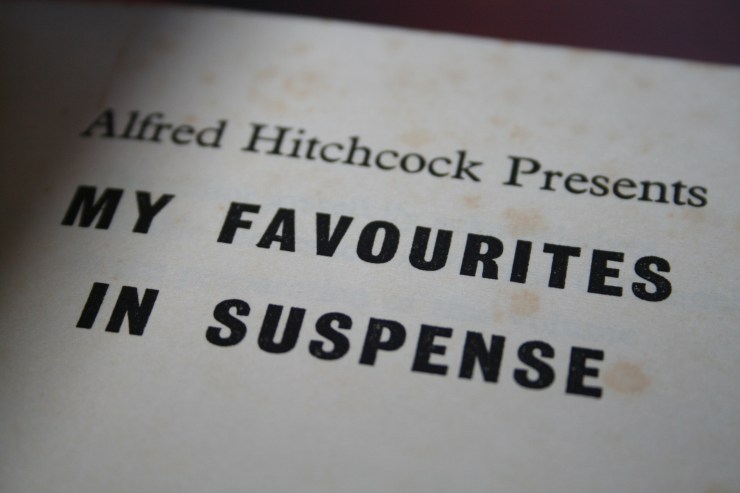 Alfred Hitchcock Presents
MY FAVOURITES
IN SUSPENSE